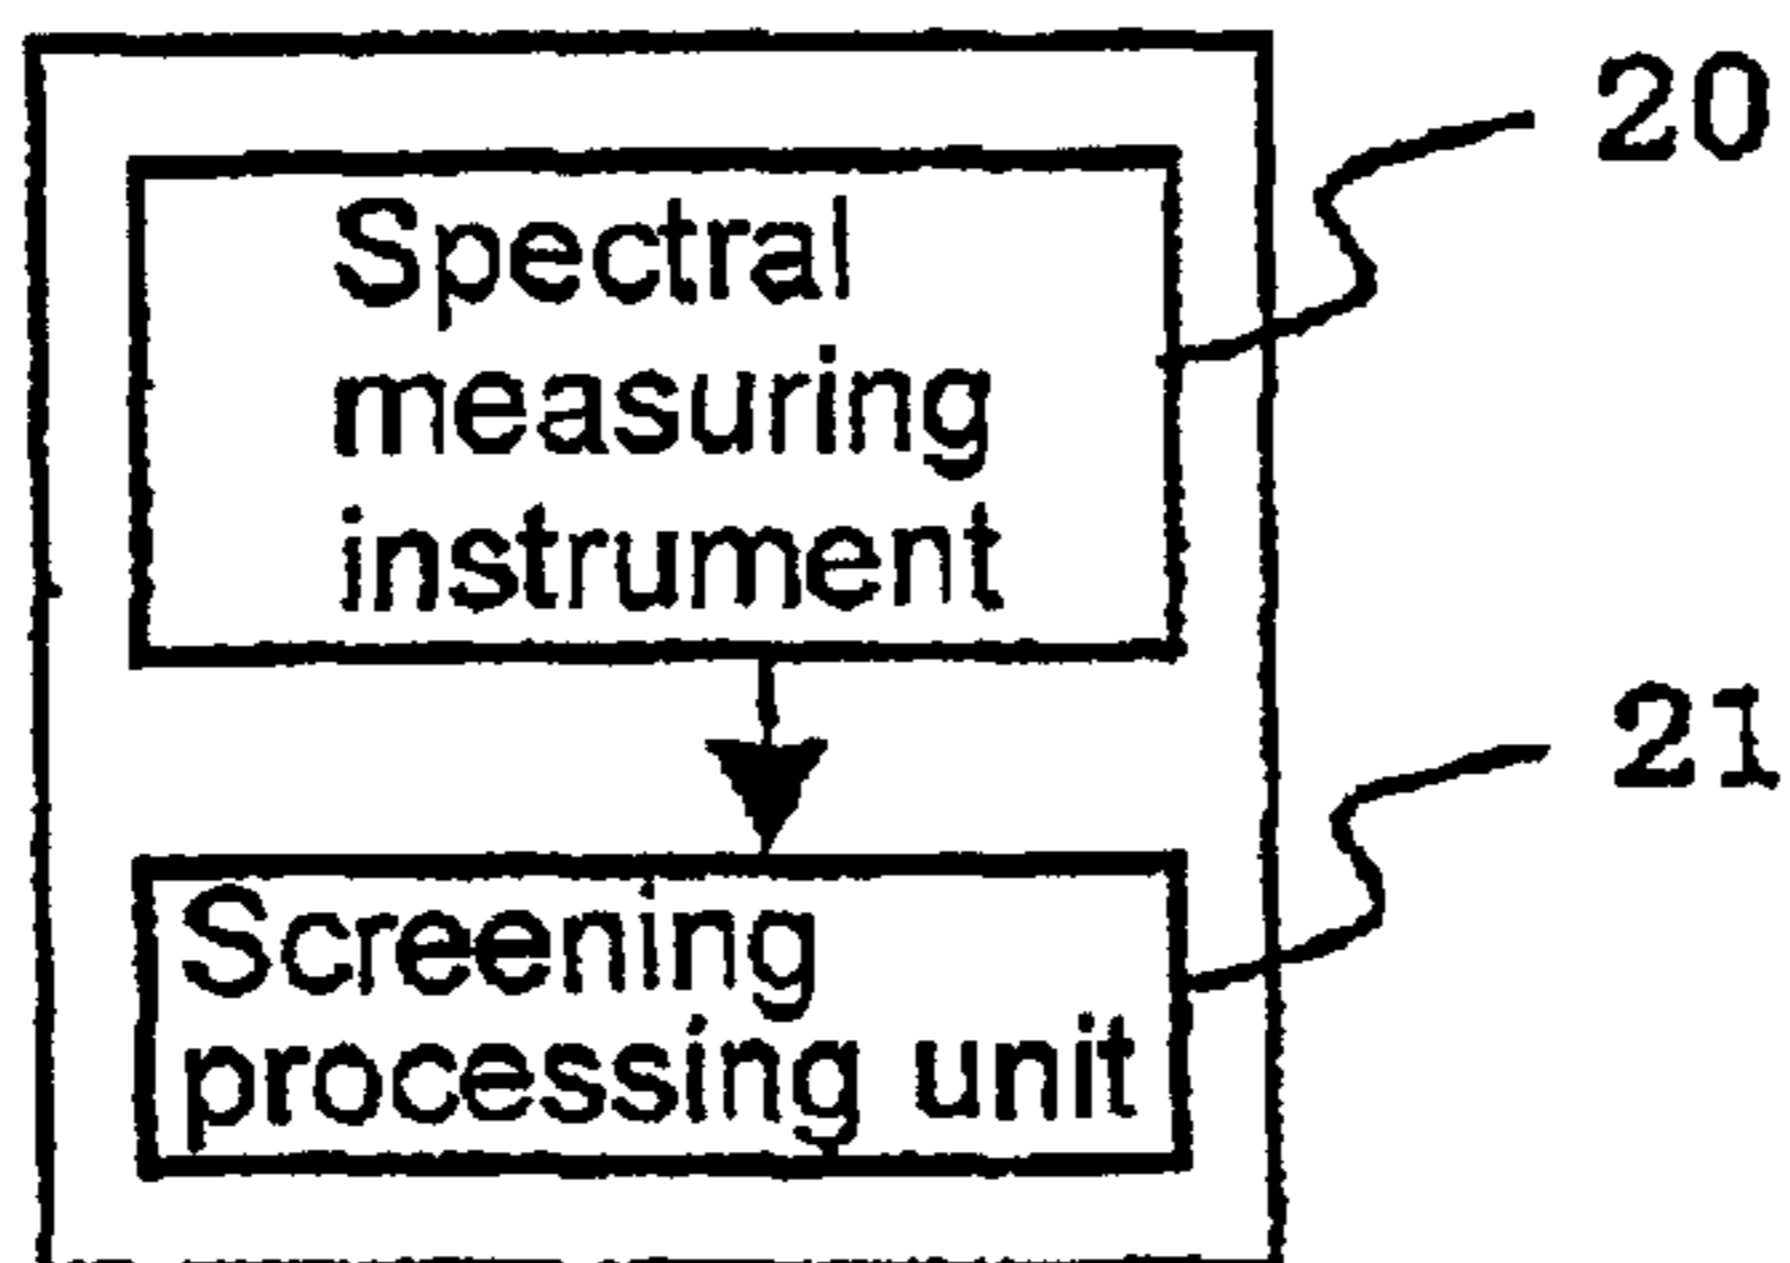 20
Spectral
measuring
instrument
21
Screening
processing unit